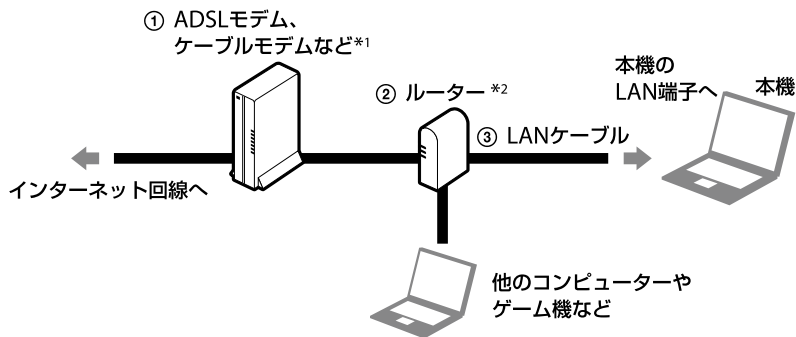 ① ADSLモデム、
ケーブルモデムなど*1
② ルーター *2
③ LANケーブル
本機の
LAN端子へ
本機
インターネット回線へ
他のコンピューターや
ゲーム機など